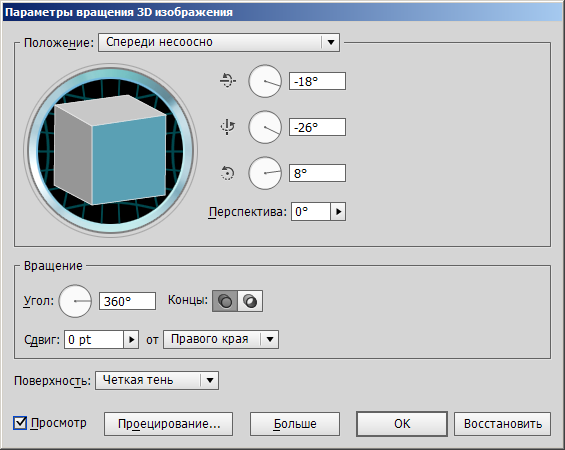 Параметры вращения 3D изображения
Положение: Спереди несоосно
-18°
-26°
8°
Перспектива: 0°
Вращение
Угол: 360° Концы:
Сдвиг: 0 pt от Правого края
Поверхность: Четкая тень
Просмотр Проецирование... Больше OK Восстановить